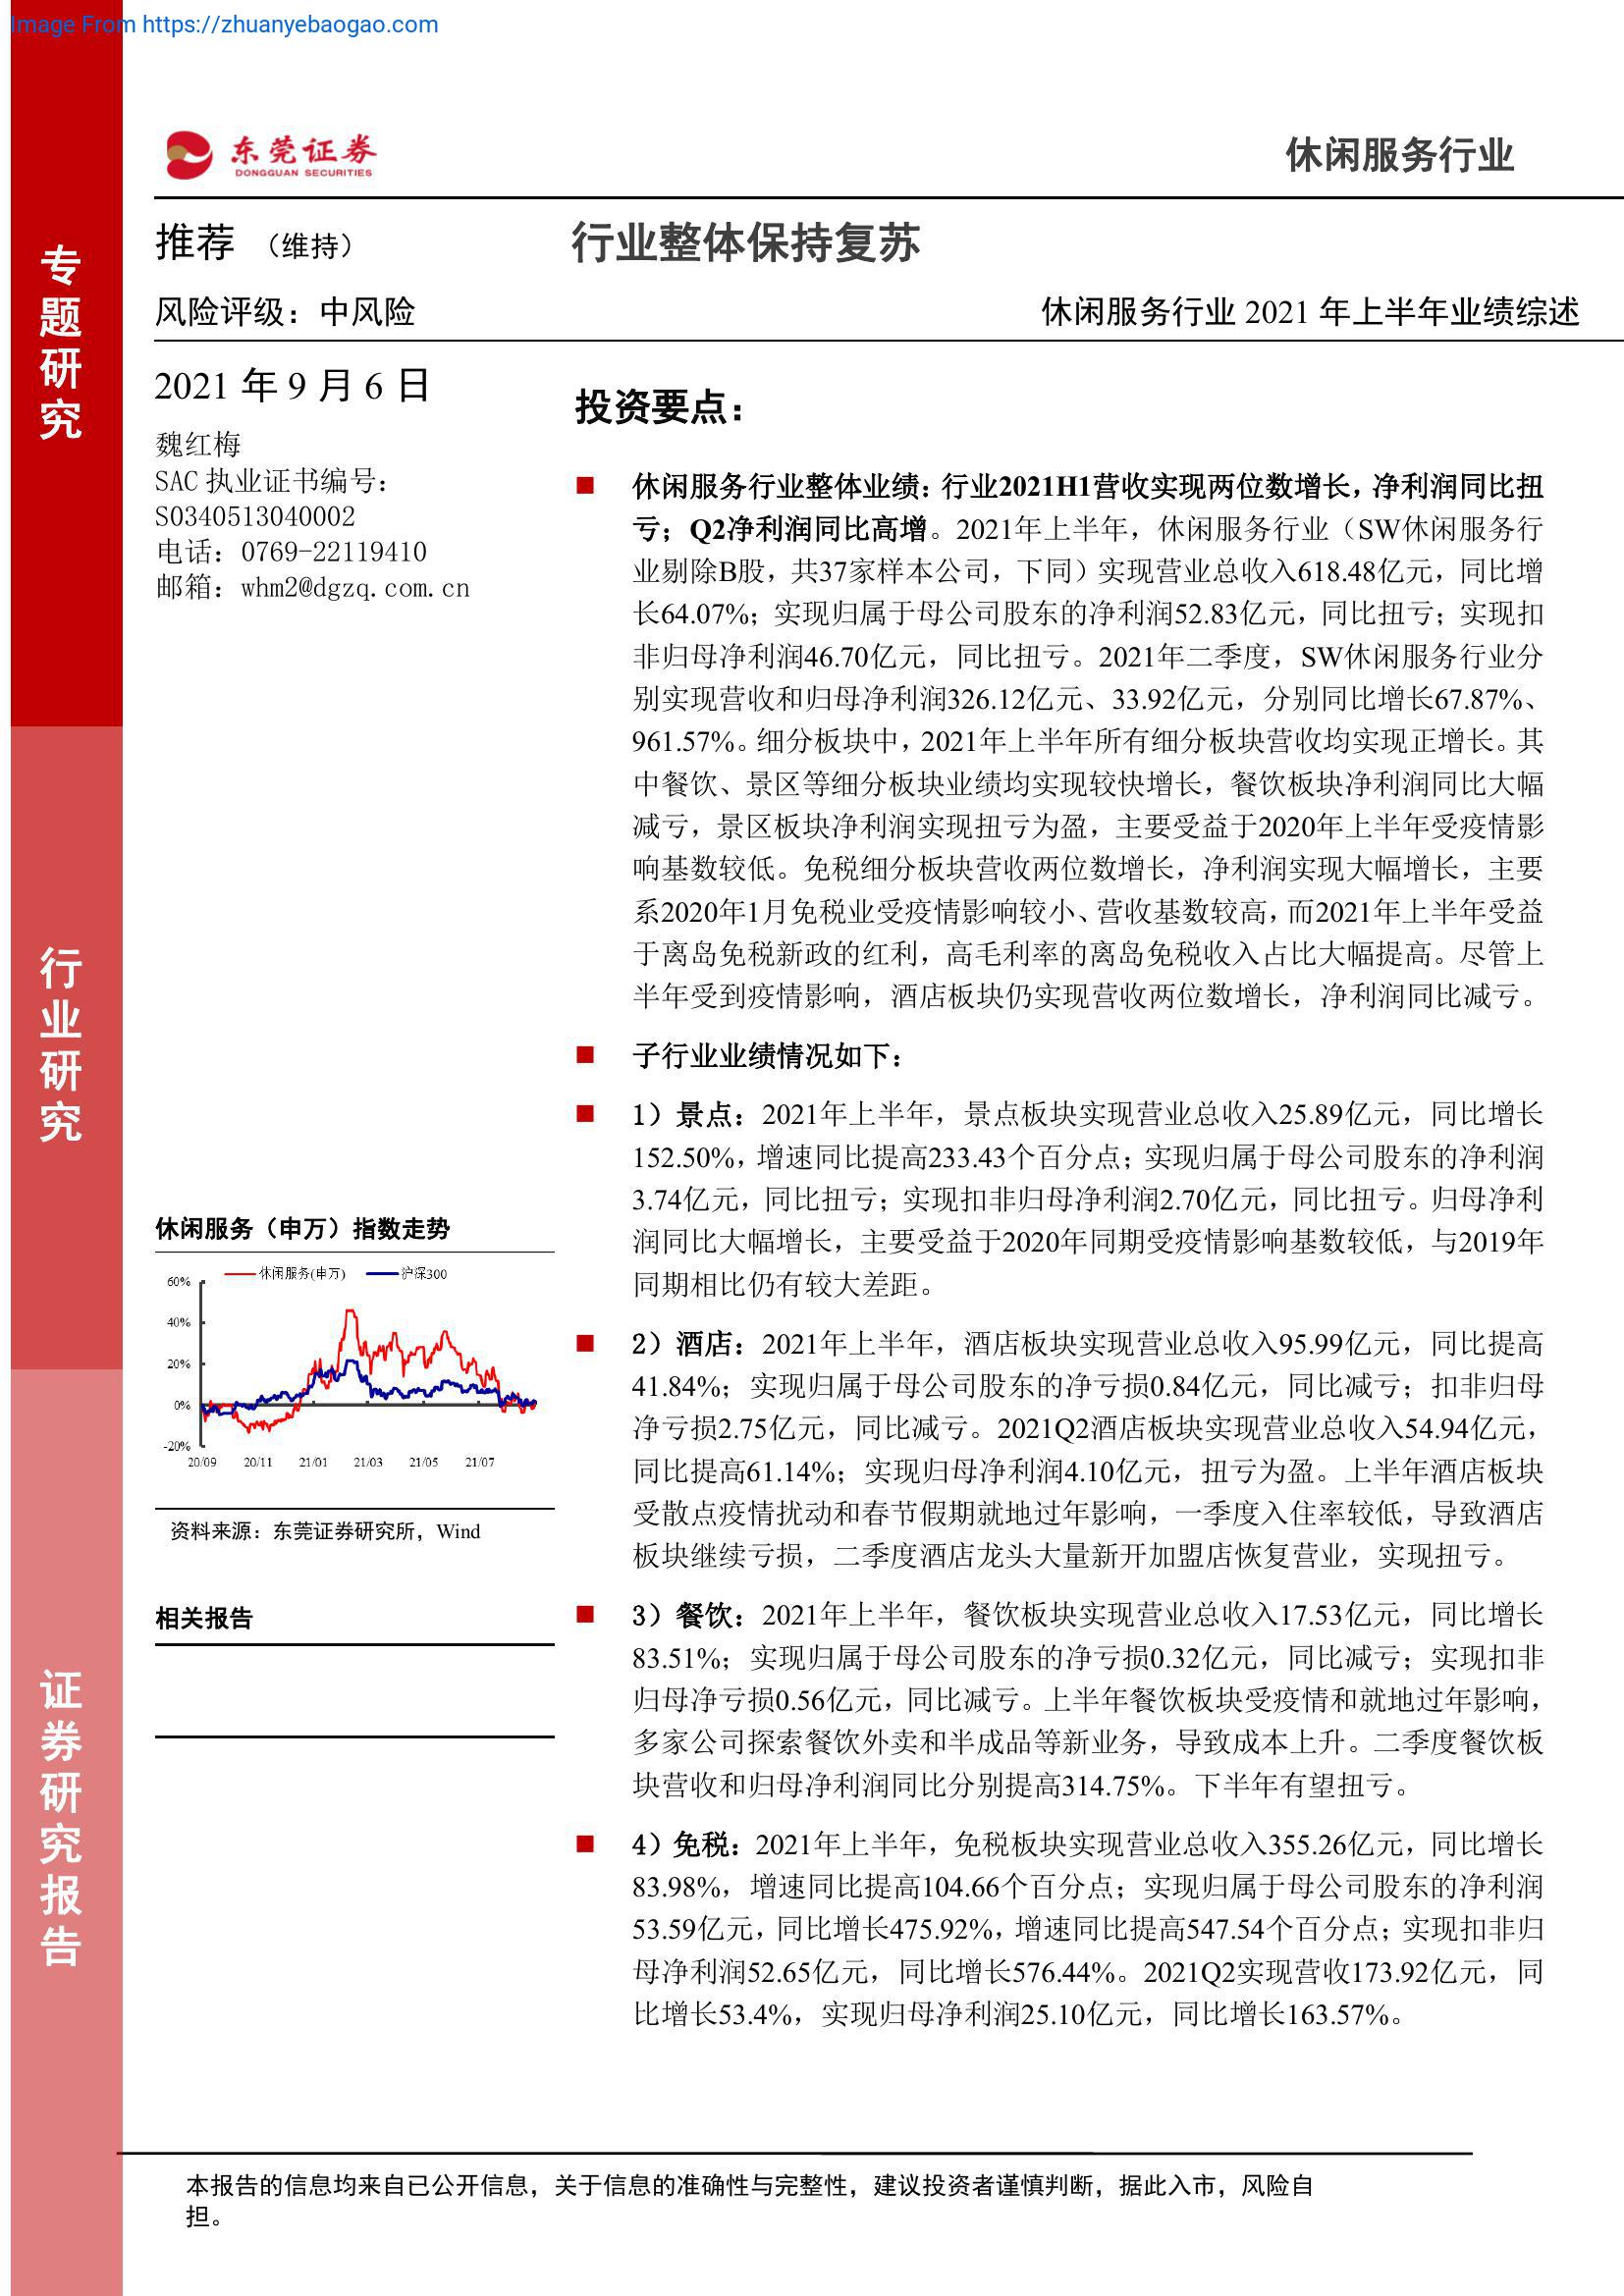 Image From https://zhuanyebaogao.com
东莞证券
DONGGUAN SECURITIES
休闲服务行业
专题研究
行业研究
证券研究报告
推荐 （维持）
行业整体保持复苏
风险评级：中风险
休闲服务行业 2021 年上半年业绩综述
2021 年 9 月 6 日
魏红梅
SAC 执业证书编号：
S0340513040002
电话：0769-22119410
邮箱：whm2@dgzq.com.cn
休闲服务（申万）指数走势
休闲服务(申万) 沪深300
60%
40%
20%
0%
-20%
20/09 20/11 21/01 21/03 21/05 21/07
资料来源：东莞证券研究所，Wind
相关报告
投资要点：
■ 休闲服务行业整体业绩：行业2021H1营收实现两位数增长，净利润同比扭
亏；Q2净利润同比高增。2021年上半年，休闲服务行业（SW休闲服务行
业剔除B股，共37家样本公司，下同）实现营业总收入618.48亿元，同比增
长64.07%；实现归属于母公司股东的净利润52.83亿元，同比扭亏；实现扣
非归母净利润46.70亿元，同比扭亏。2021年二季度，SW休闲服务行业分
别实现营收和归母净利润326.12亿元、33.92亿元，分别同比增长67.87%、
961.57%。细分板块中，2021年上半年所有细分板块营收均实现正增长。其
中餐饮、景区等细分板块业绩均实现较快增长，餐饮板块净利润同比大幅
减亏，景区板块净利润实现扭亏为盈，主要受益于2020年上半年受疫情影
响基数较低。免税细分板块营收两位数增长，净利润实现大幅增长，主要
系2020年1月免税业受疫情影响较小、营收基数较高，而2021年上半年受益
于离岛免税新政的红利，高毛利率的离岛免税收入占比大幅提高。尽管上
半年受到疫情影响，酒店板块仍实现营收两位数增长，净利润同比减亏。
■ 子行业业绩情况如下：
■ 1）景点：2021年上半年，景点板块实现营业总收入25.89亿元，同比增长
152.50%，增速同比提高233.43个百分点；实现归属于母公司股东的净利润
3.74亿元，同比扭亏；实现扣非归母净利润2.70亿元，同比扭亏。归母净利
润同比大幅增长，主要受益于2020年同期受疫情影响基数较低，与2019年
同期相比仍有较大差距。
■ 2）酒店：2021年上半年，酒店板块实现营业总收入95.99亿元，同比提高
41.84%；实现归属于母公司股东的净亏损0.84亿元，同比减亏；扣非归母
净亏损2.75亿元，同比减亏。2021Q2酒店板块实现营业总收入54.94亿元，
同比提高61.14%；实现归母净利润4.10亿元，扭亏为盈。上半年酒店板块
受散点疫情扰动和春节假期就地过年影响，一季度入住率较低，导致酒店
板块继续亏损，二季度酒店龙头大量新开加盟店恢复营业，实现扭亏。
■ 3）餐饮：2021年上半年，餐饮板块实现营业总收入17.53亿元，同比增长
83.51%；实现归属于母公司股东的净亏损0.32亿元，同比减亏；实现扣非
归母净亏损0.56亿元，同比减亏。上半年餐饮板块受疫情和就地过年影响，
多家公司探索餐饮外卖和半成品等新业务，导致成本上升。二季度餐饮板
块营收和归母净利润同比分别提高314.75%。下半年有望扭亏。
■ 4）免税：2021年上半年，免税板块实现营业总收入355.26亿元，同比增长
83.98%，增速同比提高104.66个百分点；实现归属于母公司股东的净利润
53.59亿元，同比增长475.92%，增速同比提高547.54个百分点；实现扣非归
母净利润52.65亿元，同比增长576.44%。2021Q2实现营收173.92亿元，同
比增长53.4%，实现归母净利润25.10亿元，同比增长163.57%。
本报告的信息均来自已公开信息，关于信息的准确性与完整性，建议投资者谨慎判断，据此入市，风险自
担。